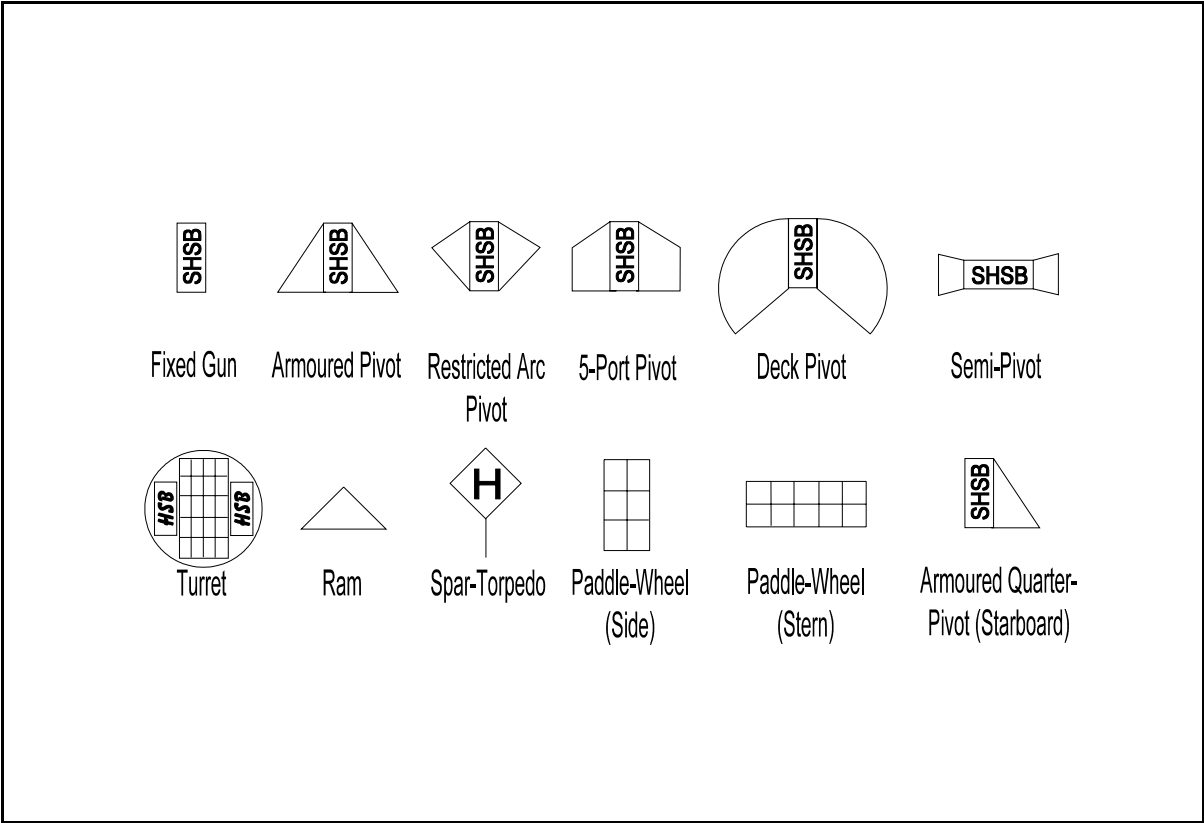 SHSB SHSB SHSB SHSB SHSB SHSB
Fixed Gun Armoured Pivot Restricted Arc Pivot 5-Port Pivot Deck Pivot Semi-Pivot
HSB HSB H SHSB
Turret Ram Spar-Torpedo Paddle-Wheel (Side) Paddle-Wheel (Stern) Armoured Quarter-Pivot (Starboard)